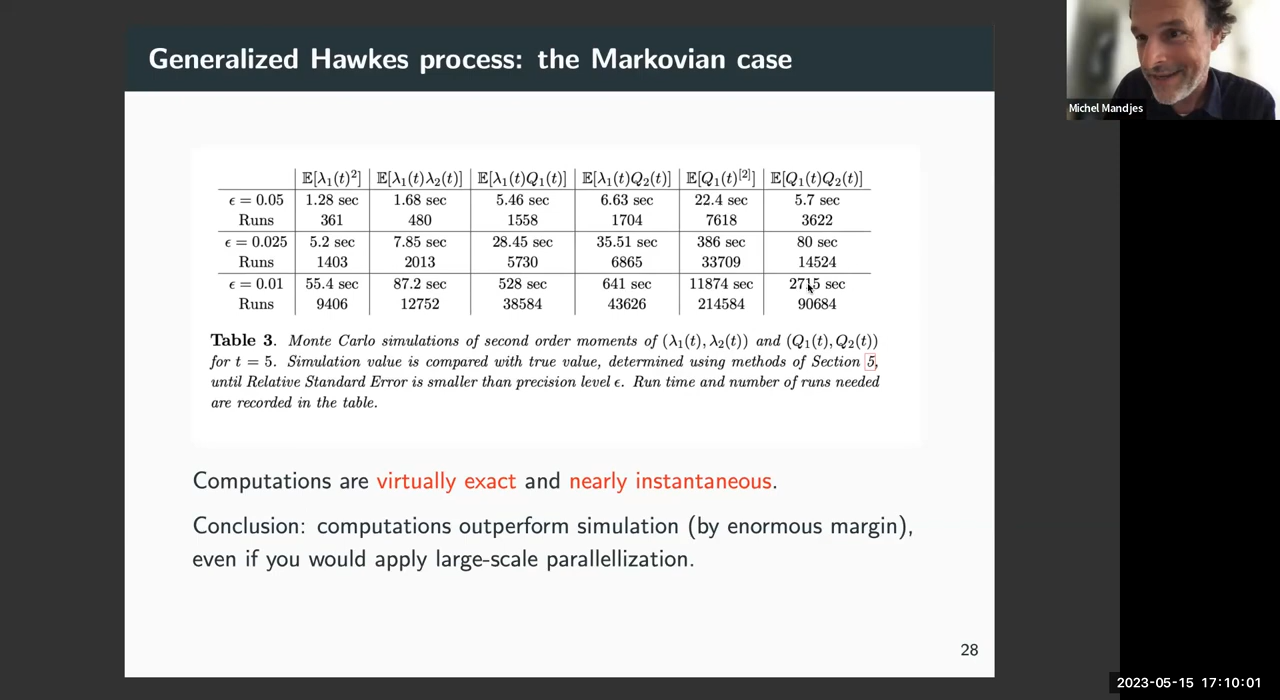 Generalized Hawkes process: the Markovian case
Michel Mandjes
𝔼[λ₁(t)²] 𝔼[λ₁(t)λ₂(t)] 𝔼[λ₁(t)Q₁(t)] 𝔼[λ₁(t)Q₂(t)] 𝔼[Q₁(t)^[2]] 𝔼[Q₁(t)Q₂(t)]
ϵ = 0.05 1.28 sec 1.68 sec 5.46 sec 6.63 sec 22.4 sec 5.7 sec
Runs 361 480 1558 1704 7618 3622
ϵ = 0.025 5.2 sec 7.85 sec 28.45 sec 35.51 sec 386 sec 80 sec
Runs 1403 2013 5730 6865 33709 14524
ϵ = 0.01 55.4 sec 87.2 sec 528 sec 641 sec 11874 sec 2715 sec
Runs 9406 12752 38584 43626 214584 90684
Table 3. Monte Carlo simulations of second order moments of (λ₁(t), λ₂(t)) and (Q₁(t), Q₂(t))
for t = 5. Simulation value is compared with true value, determined using methods of Section 5,
until Relative Standard Error is smaller than precision level ϵ. Run time and number of runs needed
are recorded in the table.
Computations are virtually exact and nearly instantaneous.
Conclusion: computations outperform simulation (by enormous margin),
even if you would apply large-scale parallellization.
28
2023-05-15 17:10:01